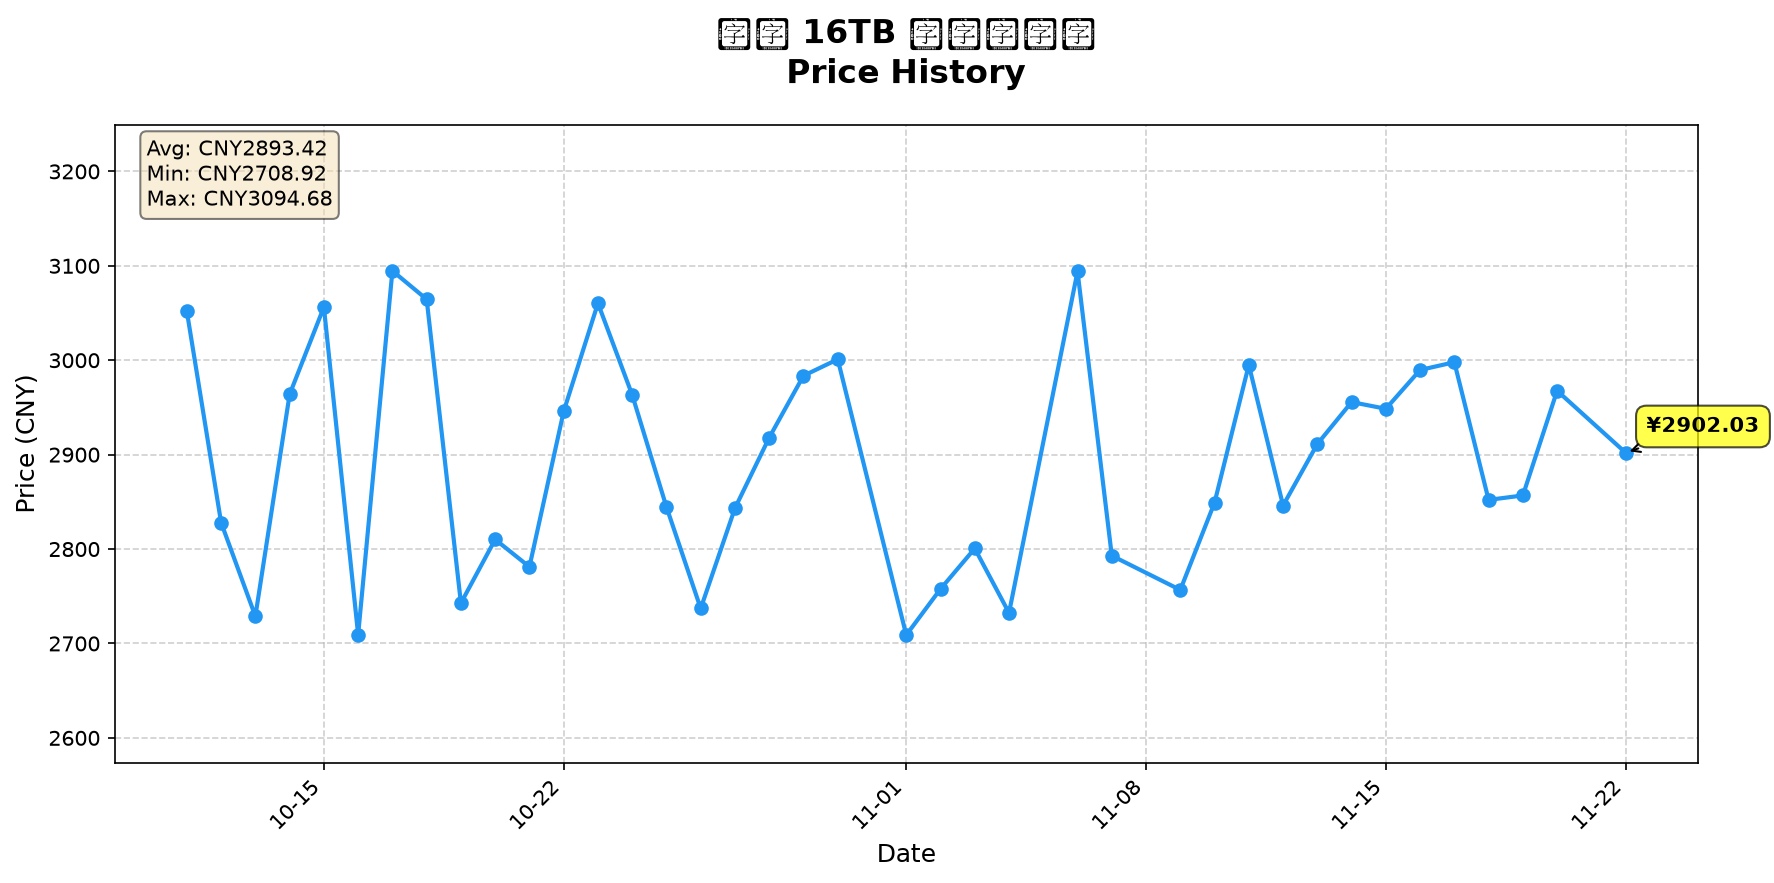 16TB
Price History
Avg: CNY2893.42
Min: CNY2708.92
Max: CNY3094.68
3200
3100
3000
2900
2800
2700
2600
Price (CNY)
¥2902.03
10-15
10-22
11-01
11-08
11-15
11-22
Date